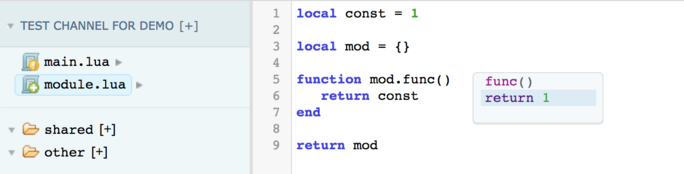 TEST CHANNEL FOR DEMO [+]
main.lua
module.lua
shared [+]
other [+]
1 local const = 1
2
3 local mod = {}
4
5 function mod.func()
6 return const
7 end
8
9 return mod
func()
return 1